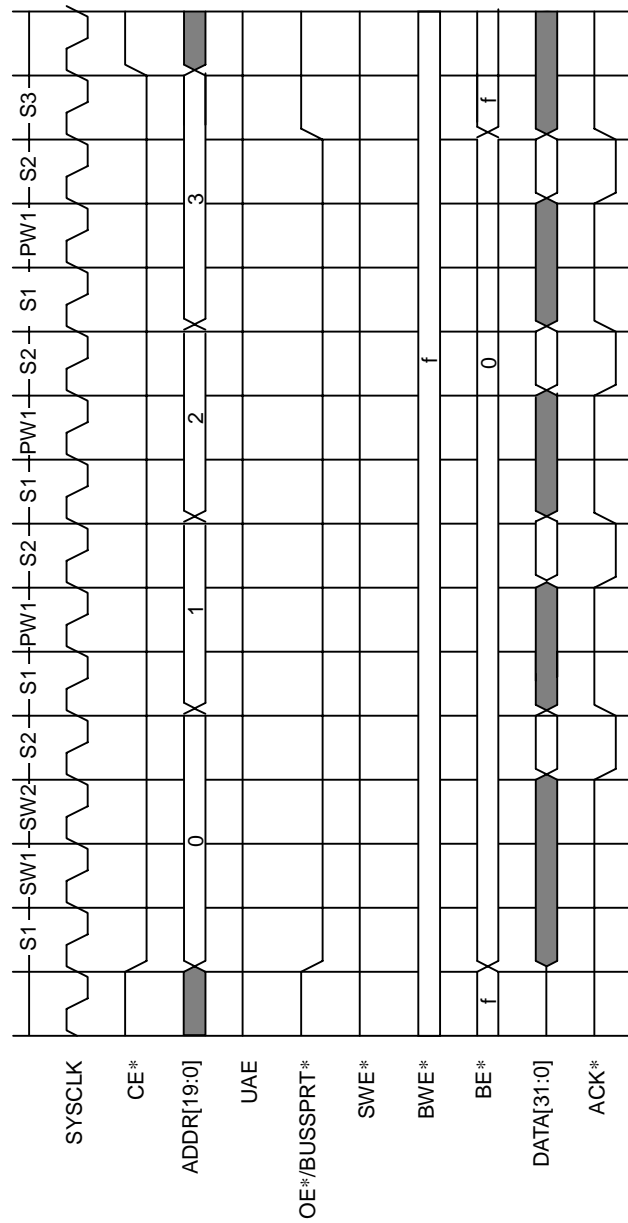 S1 SW1 SW2 S2 S1 PW1 S2 S1 PW1 S2 S1 PW1 S2 S3
SYSCLK
CE*
ADDR[19:0] 0 1 2 3
UAE
OE*/BUSSPRT*
SWE*
BWE* f
BE* f 0 f
DATA[31:0]
ACK*